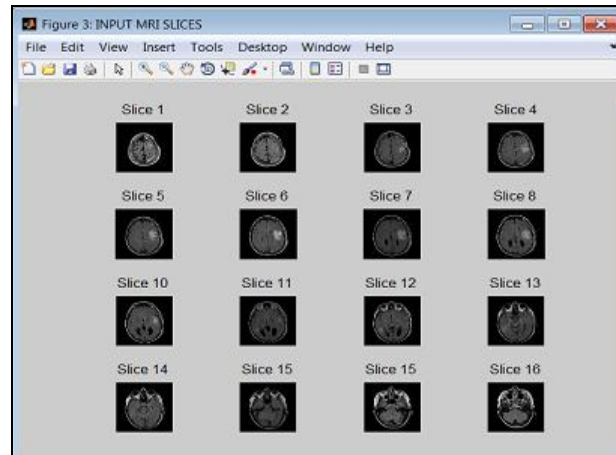 Figure 3: INPUT MRI SLICES
File Edit View Insert Tools Desktop Window Help
Slice 1 Slice 2 Slice 3 Slice 4
Slice 5 Slice 6 Slice 7 Slice 8
Slice 10 Slice 11 Slice 12 Slice 13
Slice 14 Slice 15 Slice 15 Slice 16